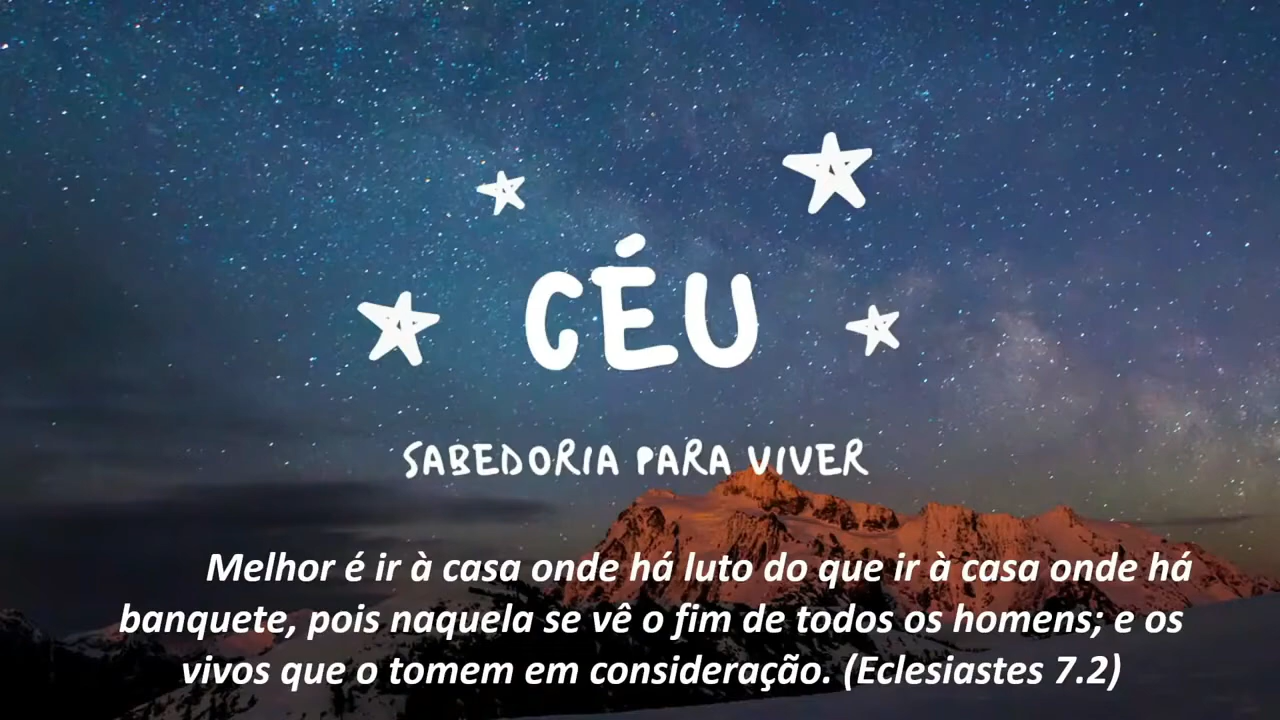 CÉU
SABEDORIA PARA VIVER
Melhor é ir à casa onde há luto do que ir à casa onde há
banquete, pois naquela se vê o fim de todos os homens; e os
vivos que o tomem em consideração. (Eclesiastes 7.2)